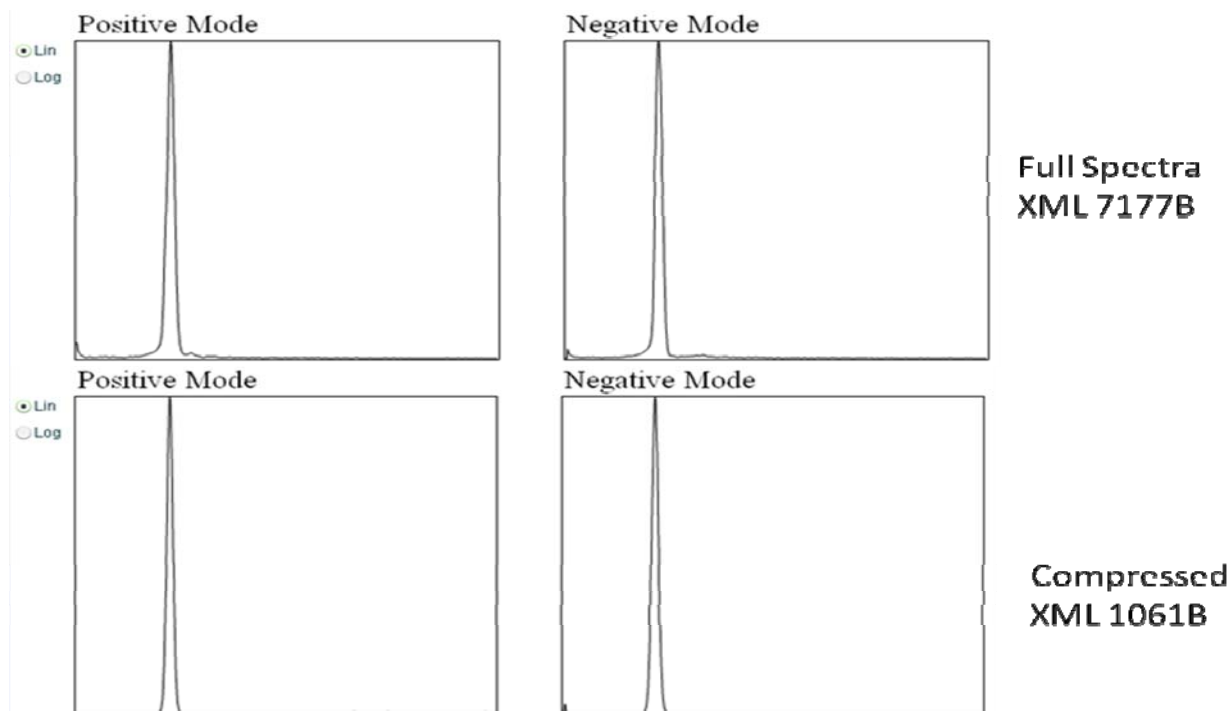 Positive Mode
Negative Mode
Lin
Log
Full Spectra
XML 7177B
Positive Mode
Negative Mode
Lin
Log
Compressed
XML 1061B